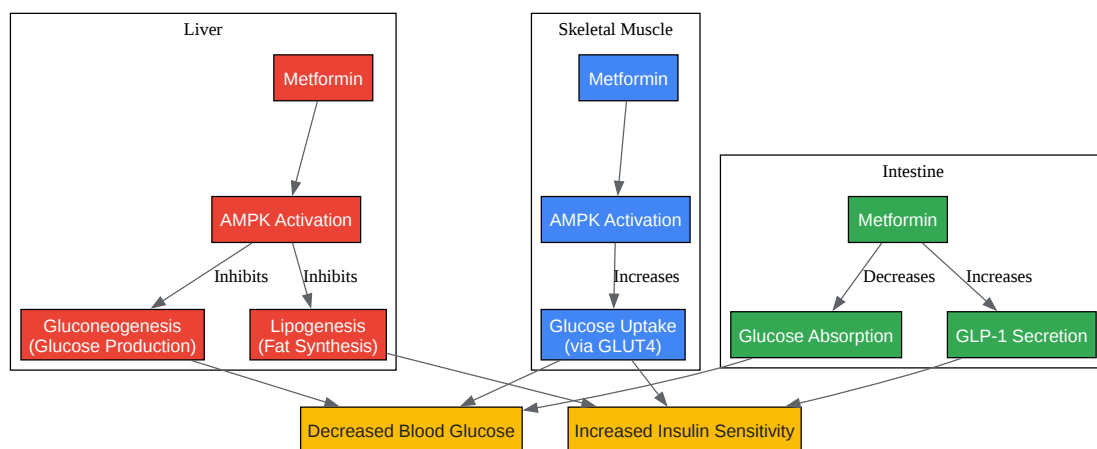 Liver
Metformin
AMPK Activation
Inhibits
Inhibits
Gluconeogenesis
(Glucose Production)
Lipogenesis
(Fat Synthesis)
Skeletal Muscle
Metformin
AMPK Activation
Increases
Glucose Uptake
(via GLUT4)
Intestine
Metformin
Decreases
Increases
Glucose Absorption
GLP-1 Secretion
Decreased Blood Glucose
Increased Insulin Sensitivity